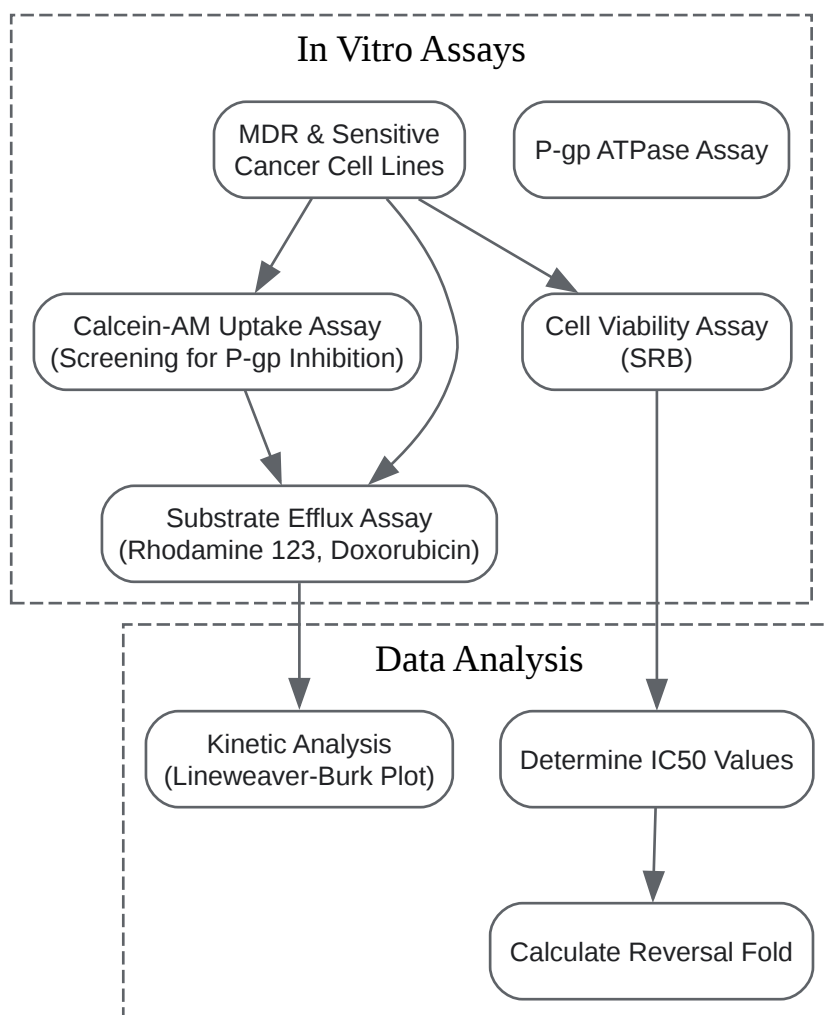 In Vitro Assays
MDR & Sensitive
Cancer Cell Lines
P-gp ATPase Assay
Calcein-AM Uptake Assay
(Screening for P-gp Inhibition)
Cell Viability Assay
(SRB)
Substrate Efflux Assay
(Rhodamine 123, Doxorubicin)
Data Analysis
Kinetic Analysis
(Lineweaver-Burk Plot)
Determine IC50 Values
Calculate Reversal Fold